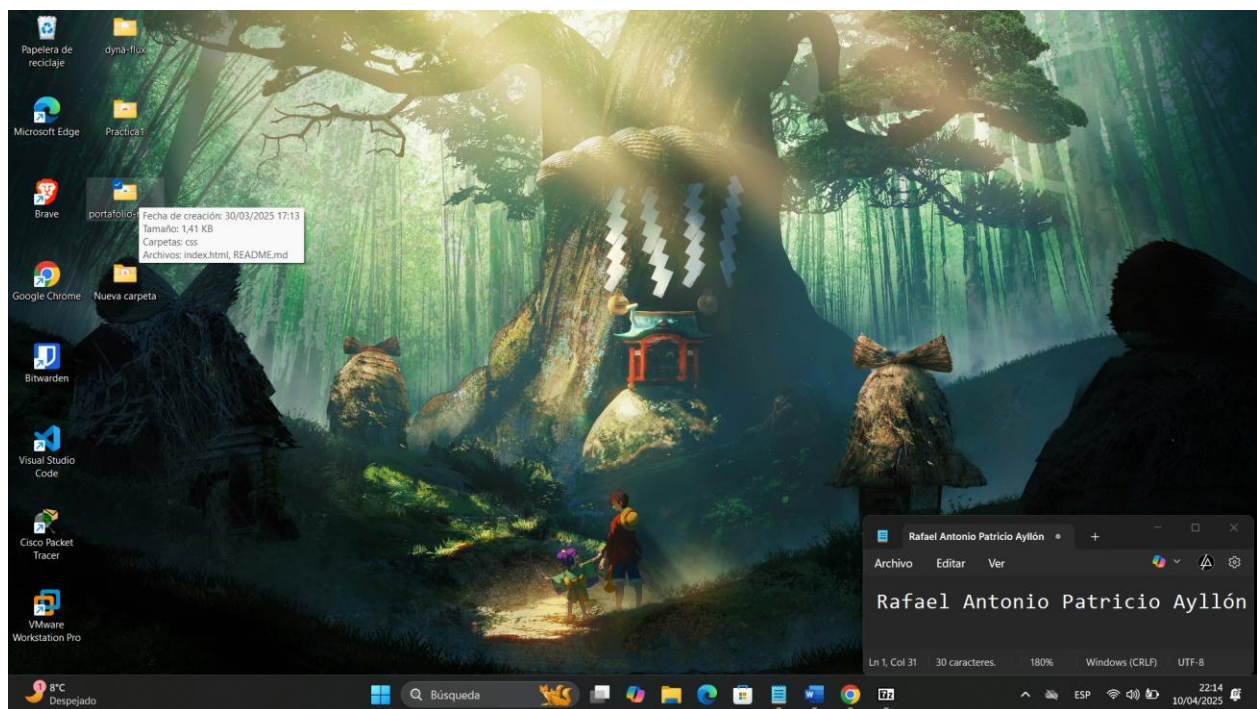 Papelera de
reciclaje
dyna-flux
Microsoft Edge
Practica1
Brave
Fecha de creación: 30/03/2025 17:13
Tamaño: 1,41 KB
Carpetas: css
Archivos: index.html, README.md
Google Chrome
Nueva carpeta
Bitwarden
Visual Studio
Code
Cisco Packet
Tracer
VMware
Workstation Pro
Rafael Antonio Patricio Ayllón
Archivo Editar Ver
Rafael Antonio Patricio Ayllón
Ln 1, Col 31 30 caracteres. 180% Windows (CRLF) UTF-8
1
8°C
Despejado
Búsqueda
ESP
22:14
10/04/2025